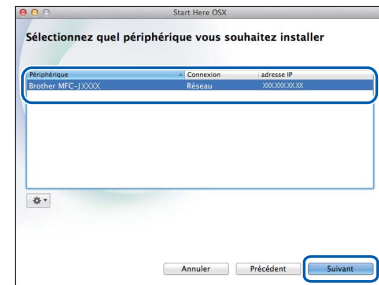 Start Here OSX
Sélectionnez quel périphérique vous souhaitez installer
Périphérique Connexion adresse IP
Brother MFC-JXXXX Réseau XXX.XXX.XX.XX
Annuler Précédent Suivant